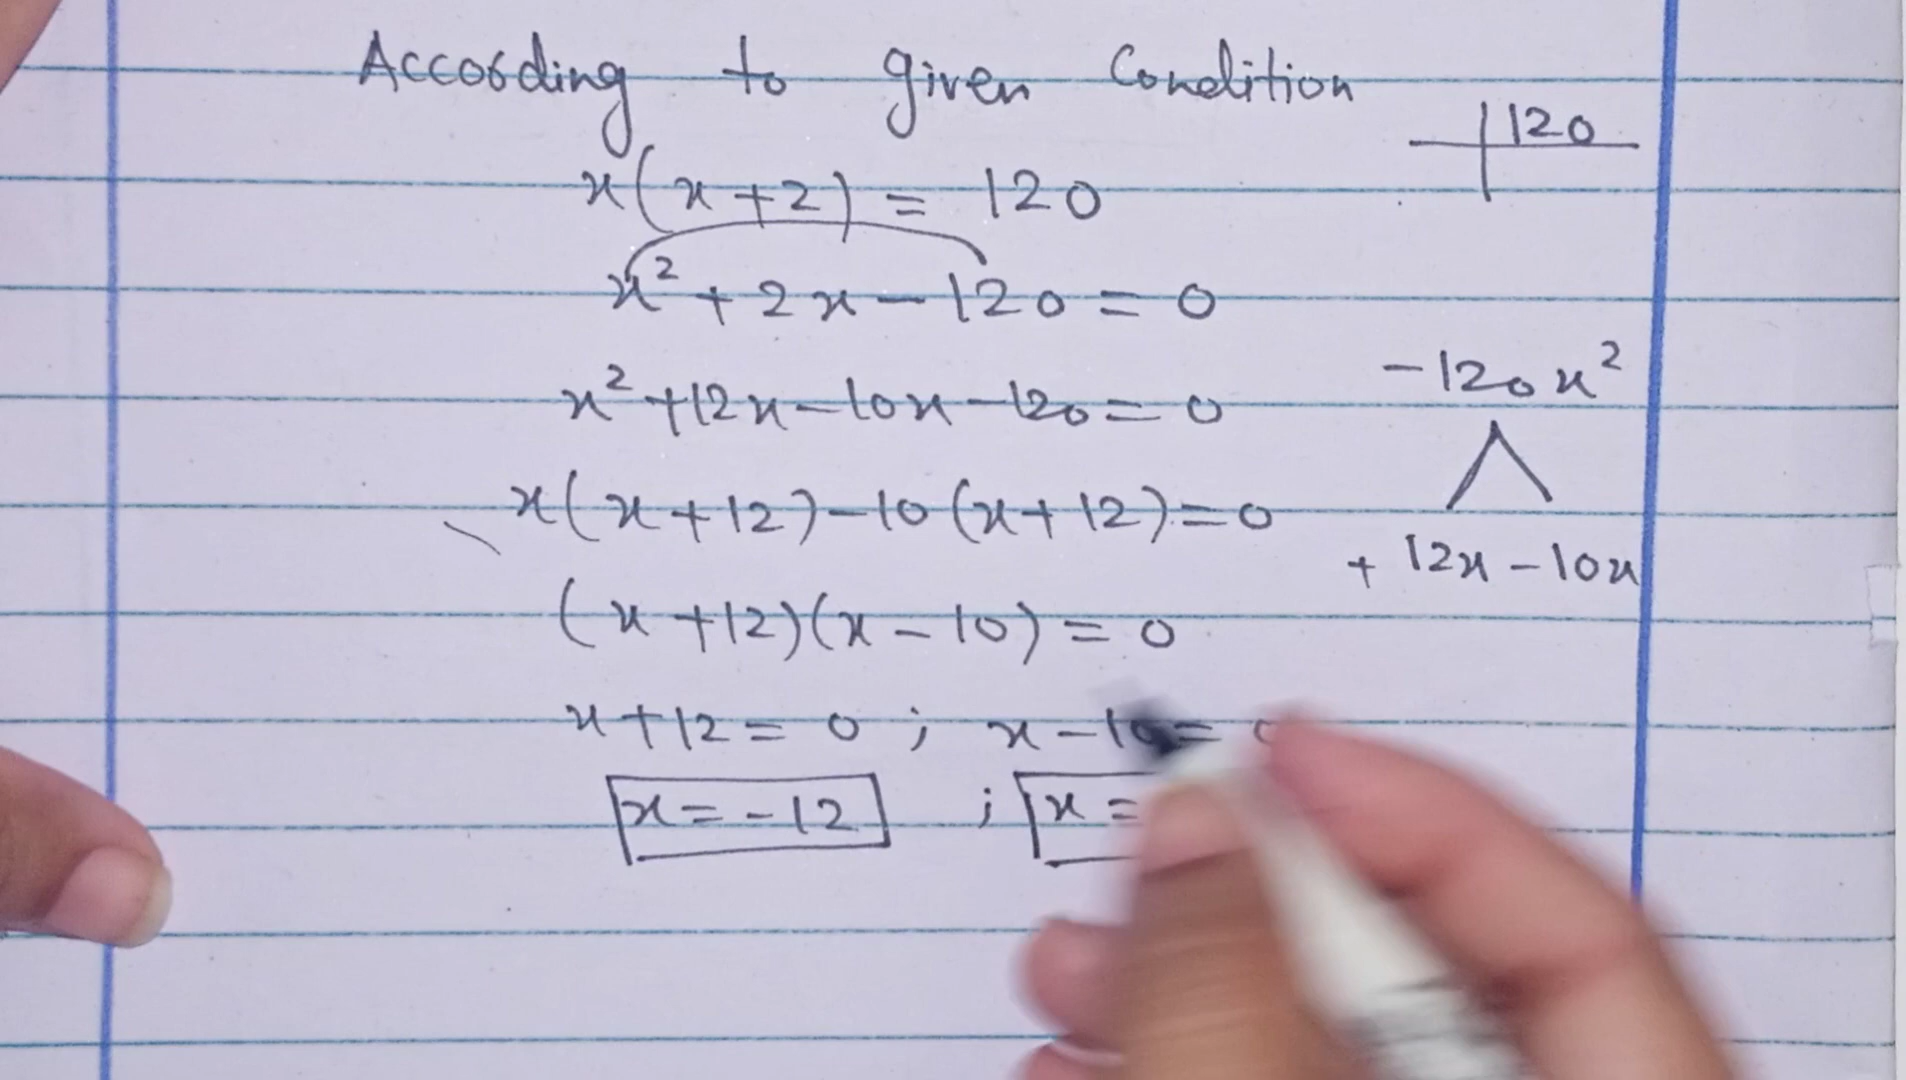 According to given Condition
120
x(x+2) = 120
x² + 2x - 120 = 0
x² + 12x - 10x - 120 = 0
-120x²
x(x+12) - 10(x+12) = 0
+ 12x - 10x
(x+12)(x-10) = 0
x+12 = 0 ; x-10 =
x = -12 ; x =